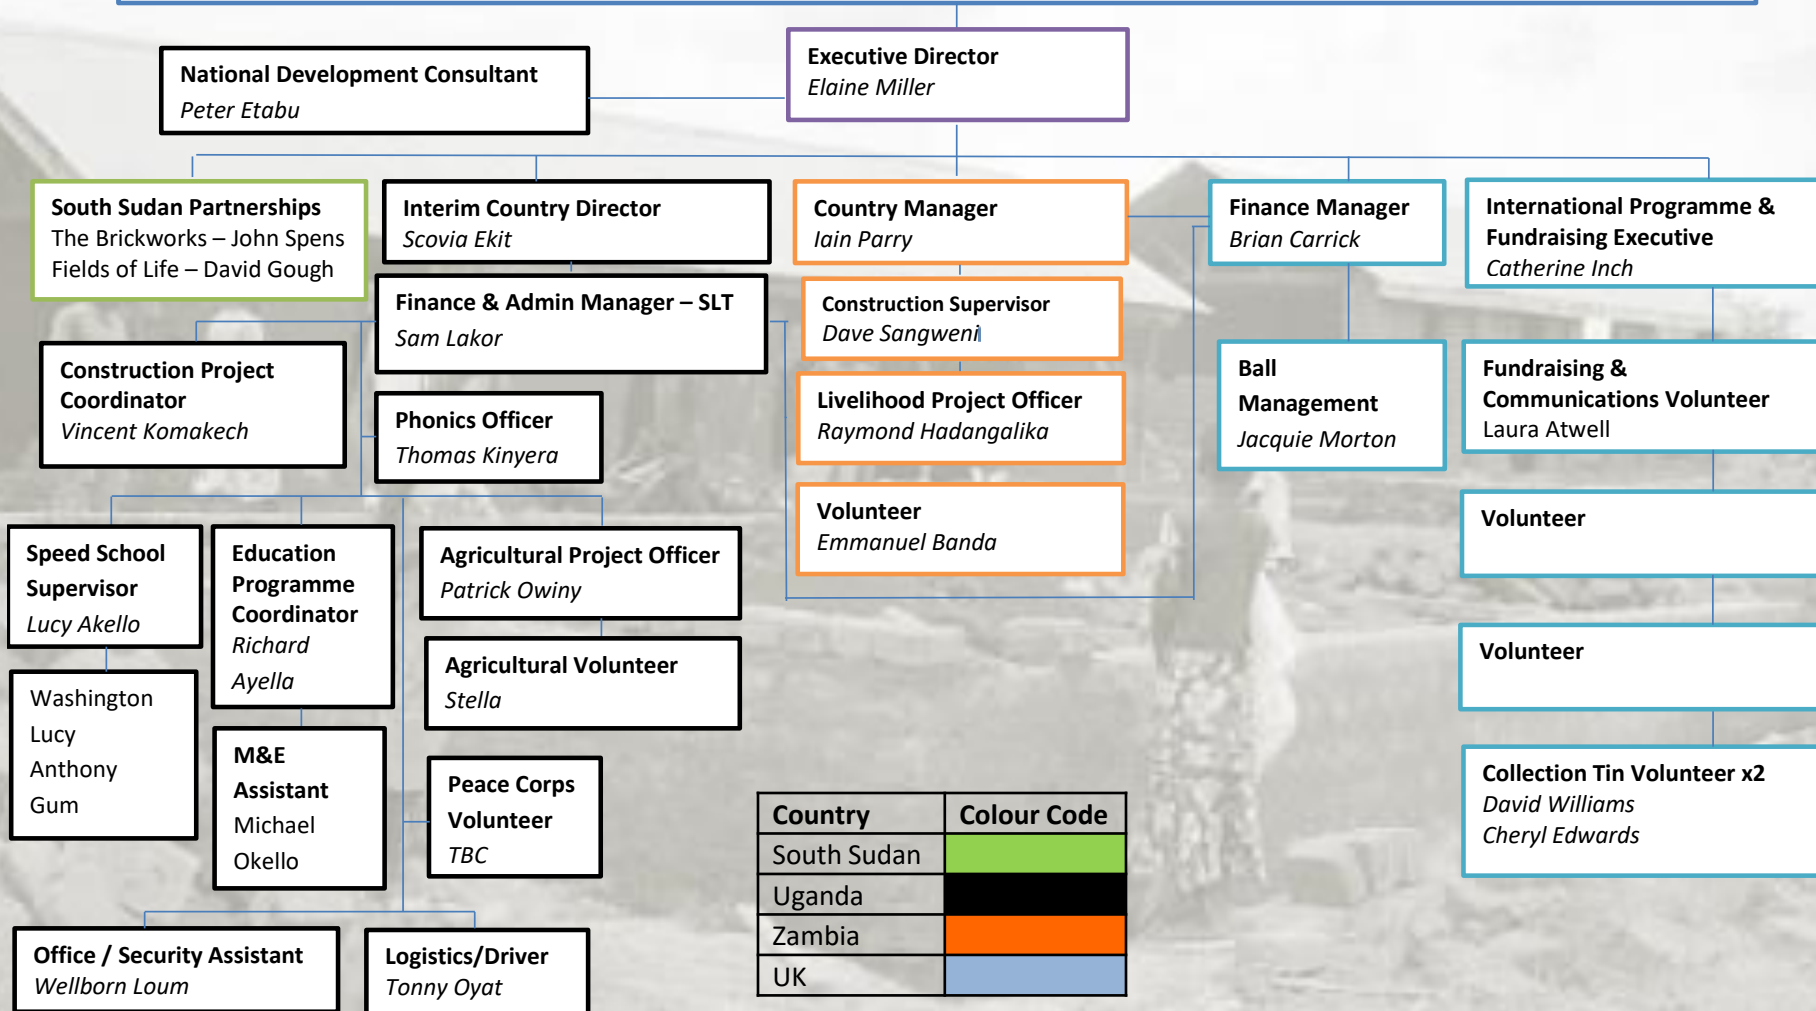 Executive Director
Elaine Miller
National Development Consultant
Peter Etabu
South Sudan Partnerships
The Brickworks – John Spens
Fields of Life – David Gough
Interim Country Director
Scovia Ekit
Country Manager
Iain Parry
Finance Manager
Brian Carrick
International Programme &
Fundraising Executive
Catherine Inch
Finance & Admin Manager – SLT
Sam Lakor
Construction Supervisor
Dave Sangweni
Construction Project
Coordinator
Vincent Komakech
Phonics Officer
Thomas Kinyera
Livelihood Project Officer
Raymond Hadangalika
Ball
Management
Jacquie Morton
Fundraising &
Communications Volunteer
Laura Atwell
Volunteer
Emmanuel Banda
Volunteer
Speed School
Supervisor
Lucy Akello
Education
Programme
Coordinator
Richard
Ayella
Agricultural Project Officer
Patrick Owiny
Agricultural Volunteer
Stella
Volunteer
Washington
Lucy
Anthony
Gum
M&E
Assistant
Michael
Okello
Peace Corps
Volunteer
TBC
Collection Tin Volunteer x2
David Williams
Cheryl Edwards
Country Colour Code
South Sudan
Uganda
Zambia
UK
Office / Security Assistant
Wellborn Loum
Logistics/Driver
Tonny Oyat